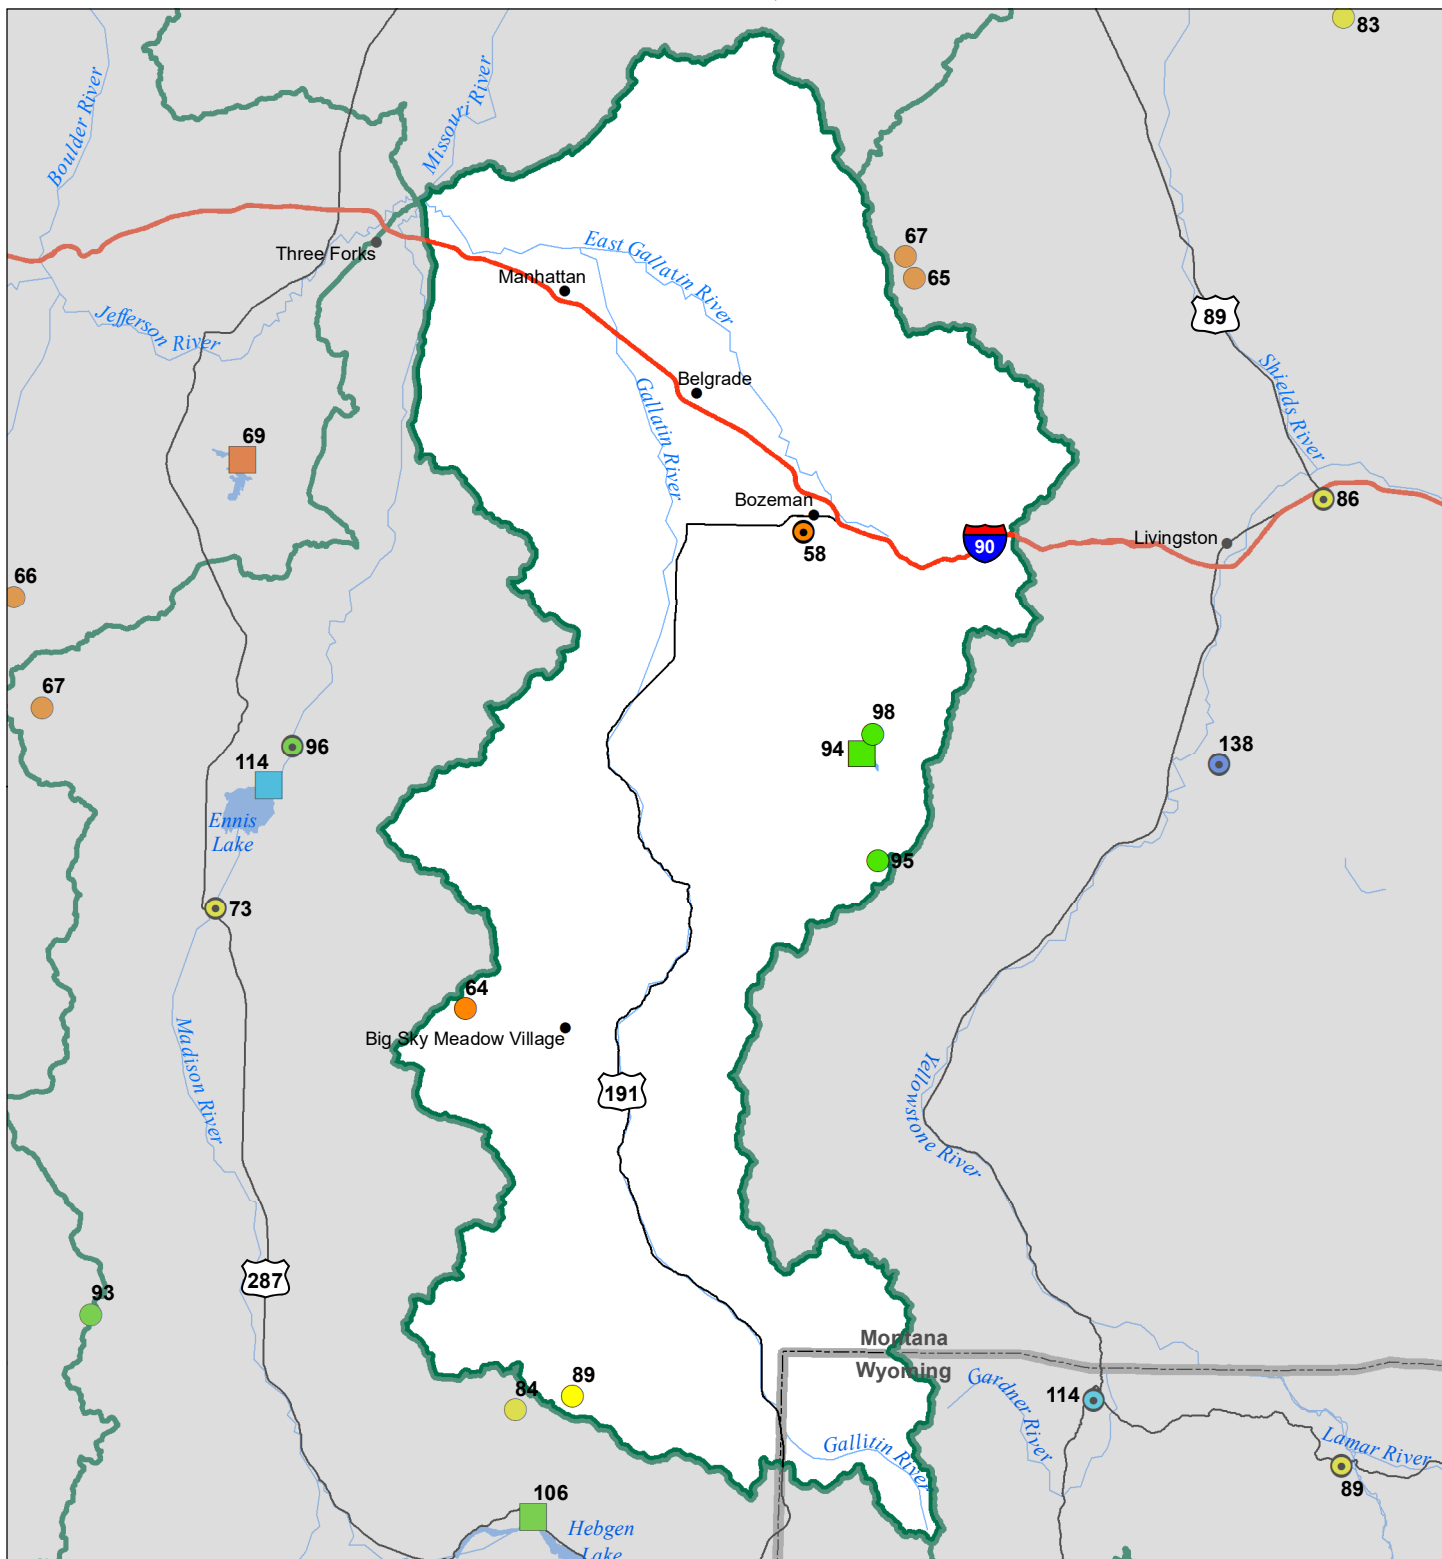 83
Boulder River
Missouri River
67
65
East Gallatin River
Three Forks
Manhattan
89
Jefferson River
Shields River
Belgrade
Gallatin River
69
Bozeman
58
90
86
Livingston
66
67
98
94
96
138
114
Ennis
Lake
95
73
64
Big Sky Meadow Village
Madison River
191
Yellowstone River
287
93
Montana
Wyoming
84
89
114
Gardner River
Gallitin River
Lamar River
89
106
Hebgen
Lake